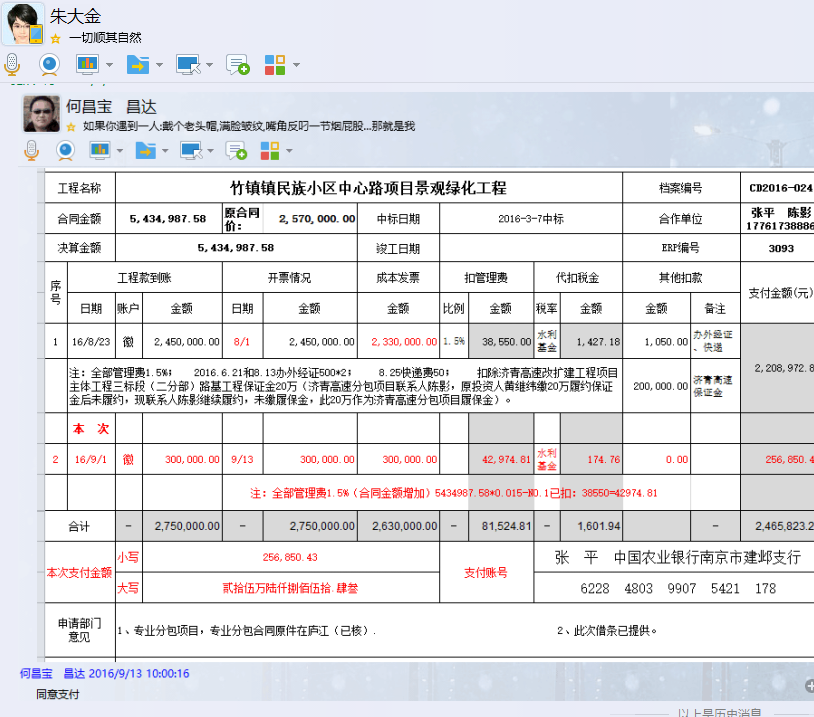 朱大金
一切顺其自然
何昌宝 昌达
如果你遇到一人:戴个老头帽,满脸皱纹,嘴角反叼一节烟屁股...那就是我
工程名称 竹镇镇民族小区中心路项目景观绿化工程 档案编号 CD2016-024
合同金额 5,434,987.58 原合同价: 2,570,000.00 中标日期 2016-3-7中标 合作单位 张平 陈影 17761738886
决算金额 5,434,987.58 竣工日期 ERP编号 3093
序号 工程款到账 开票情况 成本发票 扣管理费 代扣税金 其他扣款 支付金额(元)
日期 账户 金额 日期 金额 金额 比例 金额 税率 金额 金额 备注
1 16/8/23 徽 2,450,000.00 8/1 2,450,000.00 2,330,000.00 1.5% 38,550.00 水利基金 1,427.18 1,050.00 办外经证、快递 2,208,972.8
注: 全部管理费1.5%; 2016.6.21和8.13办外经证500*2; 8.25快递费50; 扣除济青高速改扩建工程项目
主体工程三标段（二分部）路基工程保证金20万（济青高速分包项目联系人陈影，原投资人黄继纬缴20万履约保证
金后未履约，现联系人陈影继续履约，未缴履保金，此20万作为济青高速分包项目履保金）。
200,000.00 济青高速保证金
本 次
2 16/9/1 徽 300,000.00 9/13 300,000.00 300,000.00 42,974.81 水利基金 174.76 0.00 256,850.4
注: 全部管理费1.5%（合同金额增加）5434987.58*0.015-NO.1已扣: 38550=42974.81
合计 - 2,750,000.00 - 2,750,000.00 2,630,000.00 - 81,524.81 - 1,601.94 - 2,465,823.2
本次支付金额 小写 256,850.43 支付账号 张 平 中国农业银行南京市建邺支行
大写 贰拾伍万陆仟捌佰伍拾.肆叁 6228 4803 9907 5421 178
申请部门意见 1、专业分包项目，专业分包合同原件在庐江（已核）. 2、此次借条已提供。
何昌宝 昌达 2016/9/13 10:00:16
同意支付
以上是历史消息